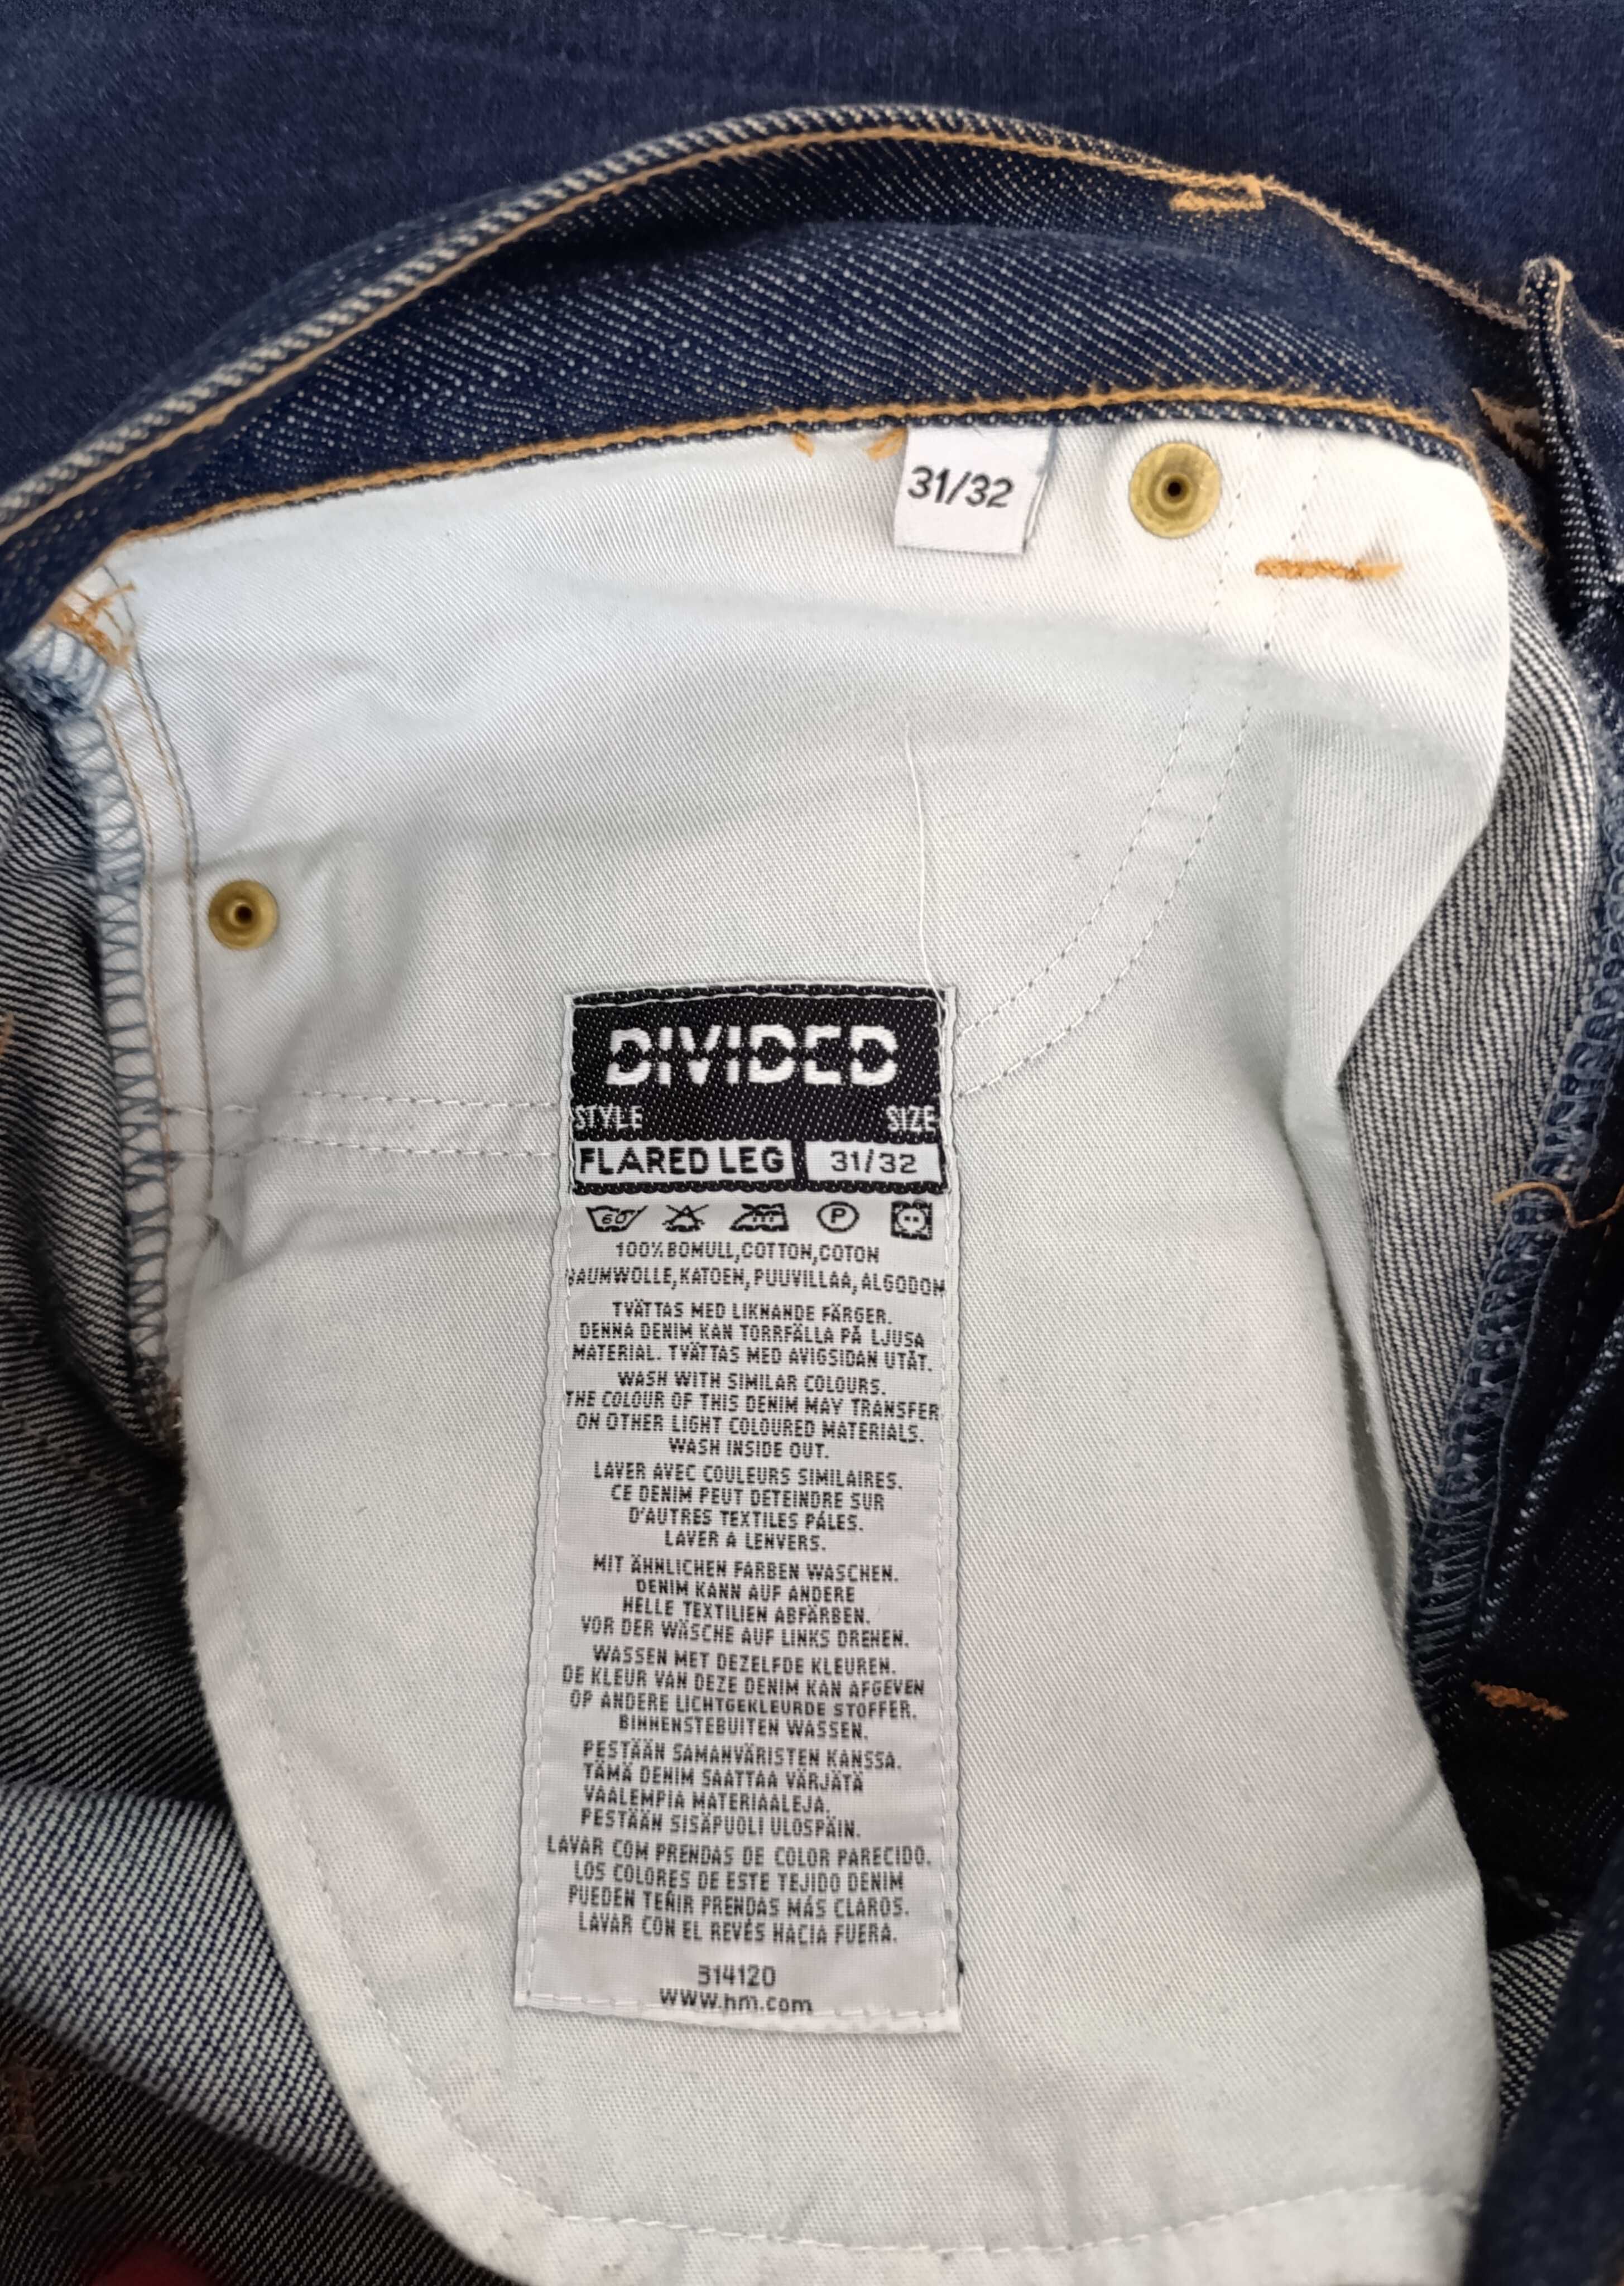 31/32
DIVIDED
STYLE SIZE
FLARED LEG 31/32
60 P
100% BOMULL,COTTON,COTON
BAUMWOLLE,KATOEN,PUUVILLAA,ALGODON
TVÄTTAS MED LIKNANDE FÄRGER.
DENNA DENIM KAN TORRFÄLLA PÅ LJUSA
MATERIAL. TVÄTTAS MED AVIGSIDAN UTÅT.
WASH WITH SIMILAR COLOURS.
THE COLOUR OF THIS DENIM MAY TRANSFER
ON OTHER LIGHT COLOURED MATERIALS.
WASH INSIDE OUT.
LAVER AVEC COULEURS SIMILAIRES.
CE DENIM PEUT DETEINDRE SUR
D'AUTRES TEXTILES PÂLES.
LAVER A LENVERS.
MIT ÄHNLICHEN FARBEN WASCHEN.
DENIM KANN AUF ANDERE
HELLE TEXTILIEN ABFÄRBEN.
VOR DER WÄSCHE AUF LINKS DREHEN.
WASSEN MET DEZELFDE KLEUREN.
DE KLEUR VAN DEZE DENIM KAN AFGEVEN
OP ANDERE LICHTGEKLEURDE STOFFER.
BINNENSTEBUITEN WASSEN.
PESTÄÄN SAMANVÄRISTEN KANSSA.
TÄMÄ DENIM SAATTAA VÄRJÄTÄ
VAALEMPIA MATERIAALEJA.
PESTÄÄN SISÄPUOLI ULOSPÄIN.
LAVAR COM PRENDAS DE COLOR PARECIDO.
LOS COLORES DE ESTE TEJIDO DENIM
PUEDEN TEÑIR PRENDAS MÁS CLAROS.
LAVAR CON EL REVÉS HACIA FUERA.
314120
www.hm.com